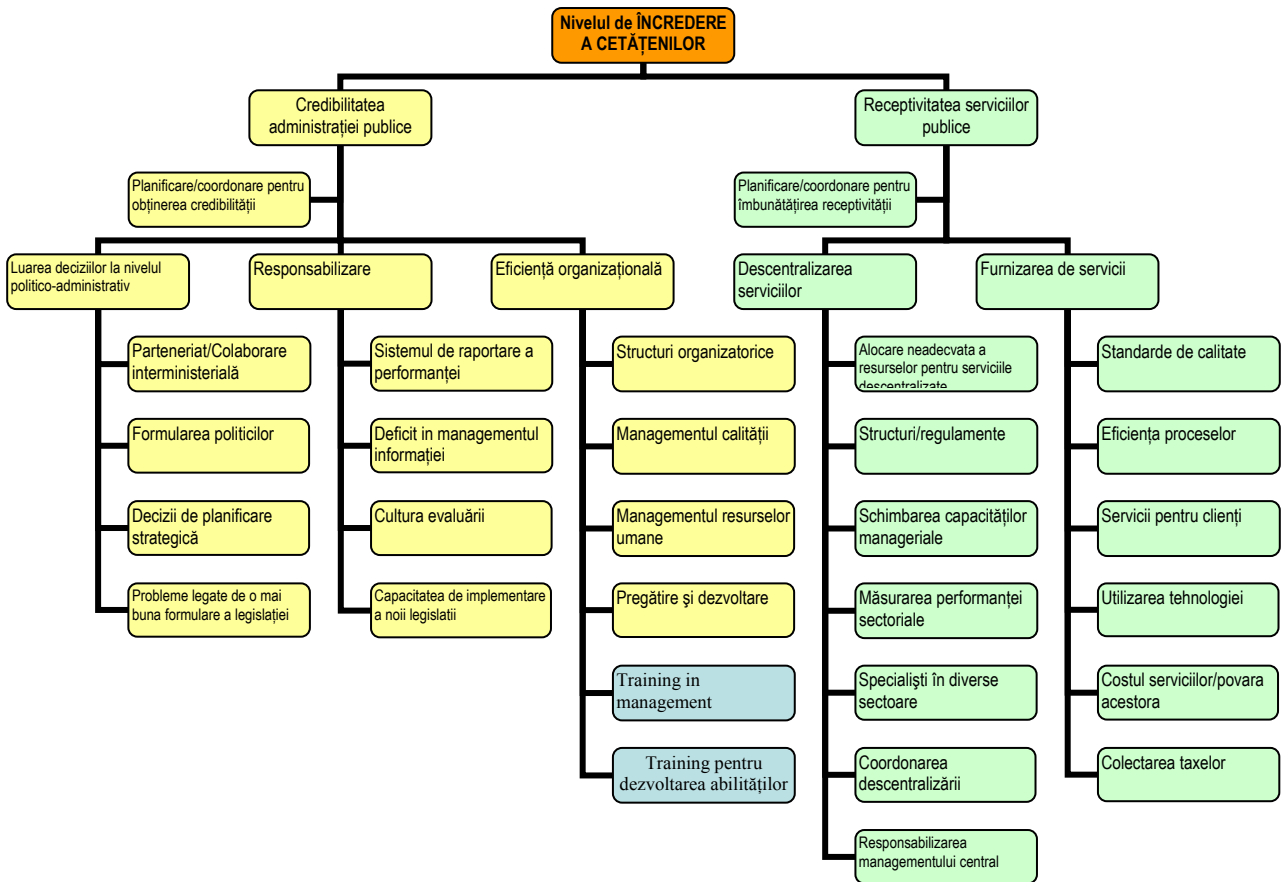 Nivelul de ÎNCREDERE
A CETĂȚENILOR
Credibilitatea
administrației publice
Receptivitatea serviciilor
publice
Planificare/coordonare pentru
obținerea credibilității
Planificare/coordonare pentru
îmbunătățirea receptivității
Luarea deciziilor la nivelul
politico-administrativ
Responsabilizare
Eficiență organizațională
Descentralizarea
serviciilor
Furnizarea de servicii
Parteneriat/Colaborare
interministerială
Formularea politicilor
Decizii de planificare
strategică
Probleme legate de o mai
buna formulare a legislației
Sistemul de raportare a
performanței
Deficit in managementul
informației
Cultura evaluării
Capacitatea de implementare
a noii legislatii
Structuri organizatorice
Managementul calității
Managementul resurselor
umane
Pregătire şi dezvoltare
Training in
management
Training pentru
dezvoltarea abilităților
Alocare neadecvata a
resurselor pentru serviciile
descentralizate
Structuri/regulamente
Schimbarea capacităților
manageriale
Măsurarea performanței
sectoriale
Specialişti în diverse
sectoare
Coordonarea
descentralizării
Responsabilizarea
managementului central
Standarde de calitate
Eficiența proceselor
Servicii pentru clienți
Utilizarea tehnologiei
Costul serviciilor/povara
acestora
Colectarea taxelor